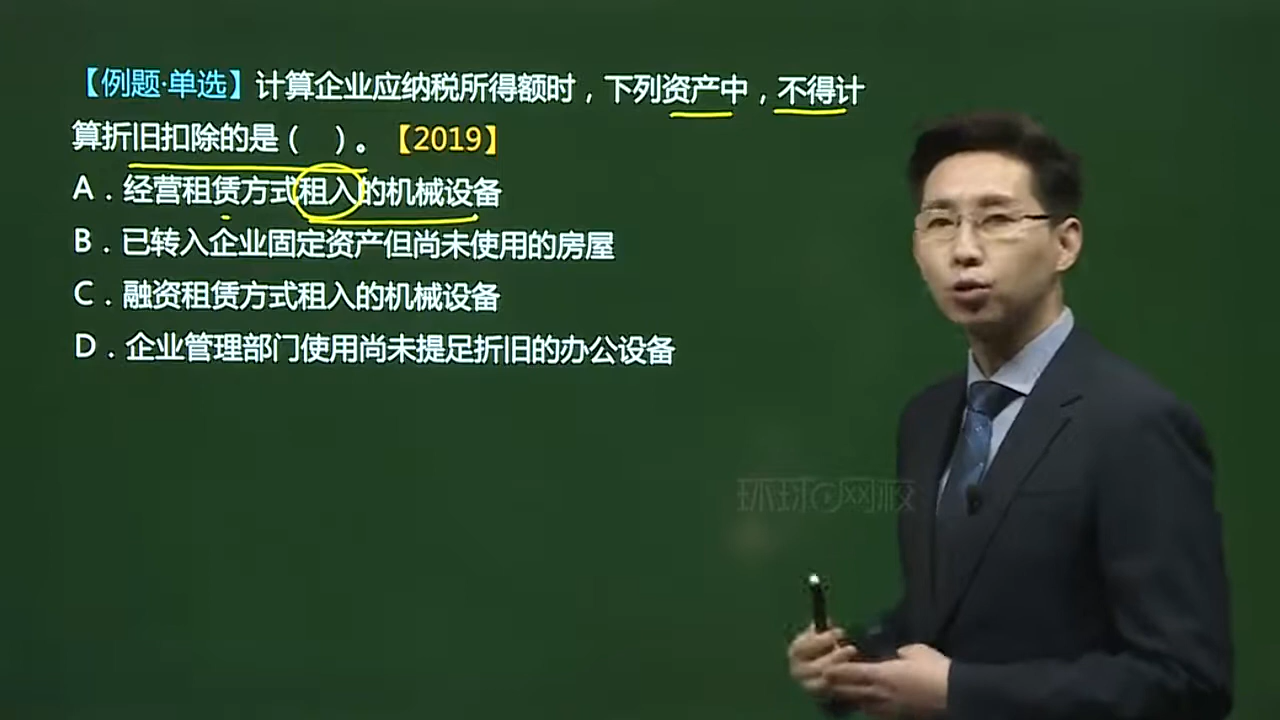 【例题·单选】计算企业应纳税所得额时，下列资产中，不得计
算折旧扣除的是（ ）。【2019】
A．经营租赁方式租入的机械设备
B．已转入企业固定资产但尚未使用的房屋
C．融资租赁方式租入的机械设备
D．企业管理部门使用尚未提足折旧的办公设备
环球网校